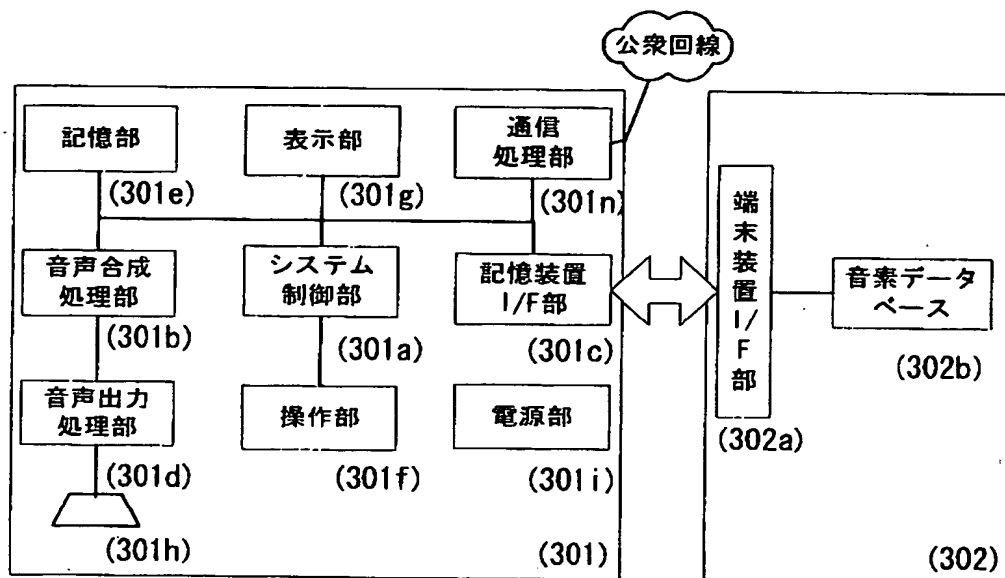 公衆回線
記憶部
(301e)
表示部
(301g)
通信
処理部
(301n)
音声合成
処理部
(301b)
システム
制御部
(301a)
記憶装置
I/F部
(301c)
音声出力
処理部
(301d)
操作部
(301f)
電源部
(301i)
(301h)
(301)
端末装置I/F部
(302a)
音素データ
ベース
(302b)
(302)